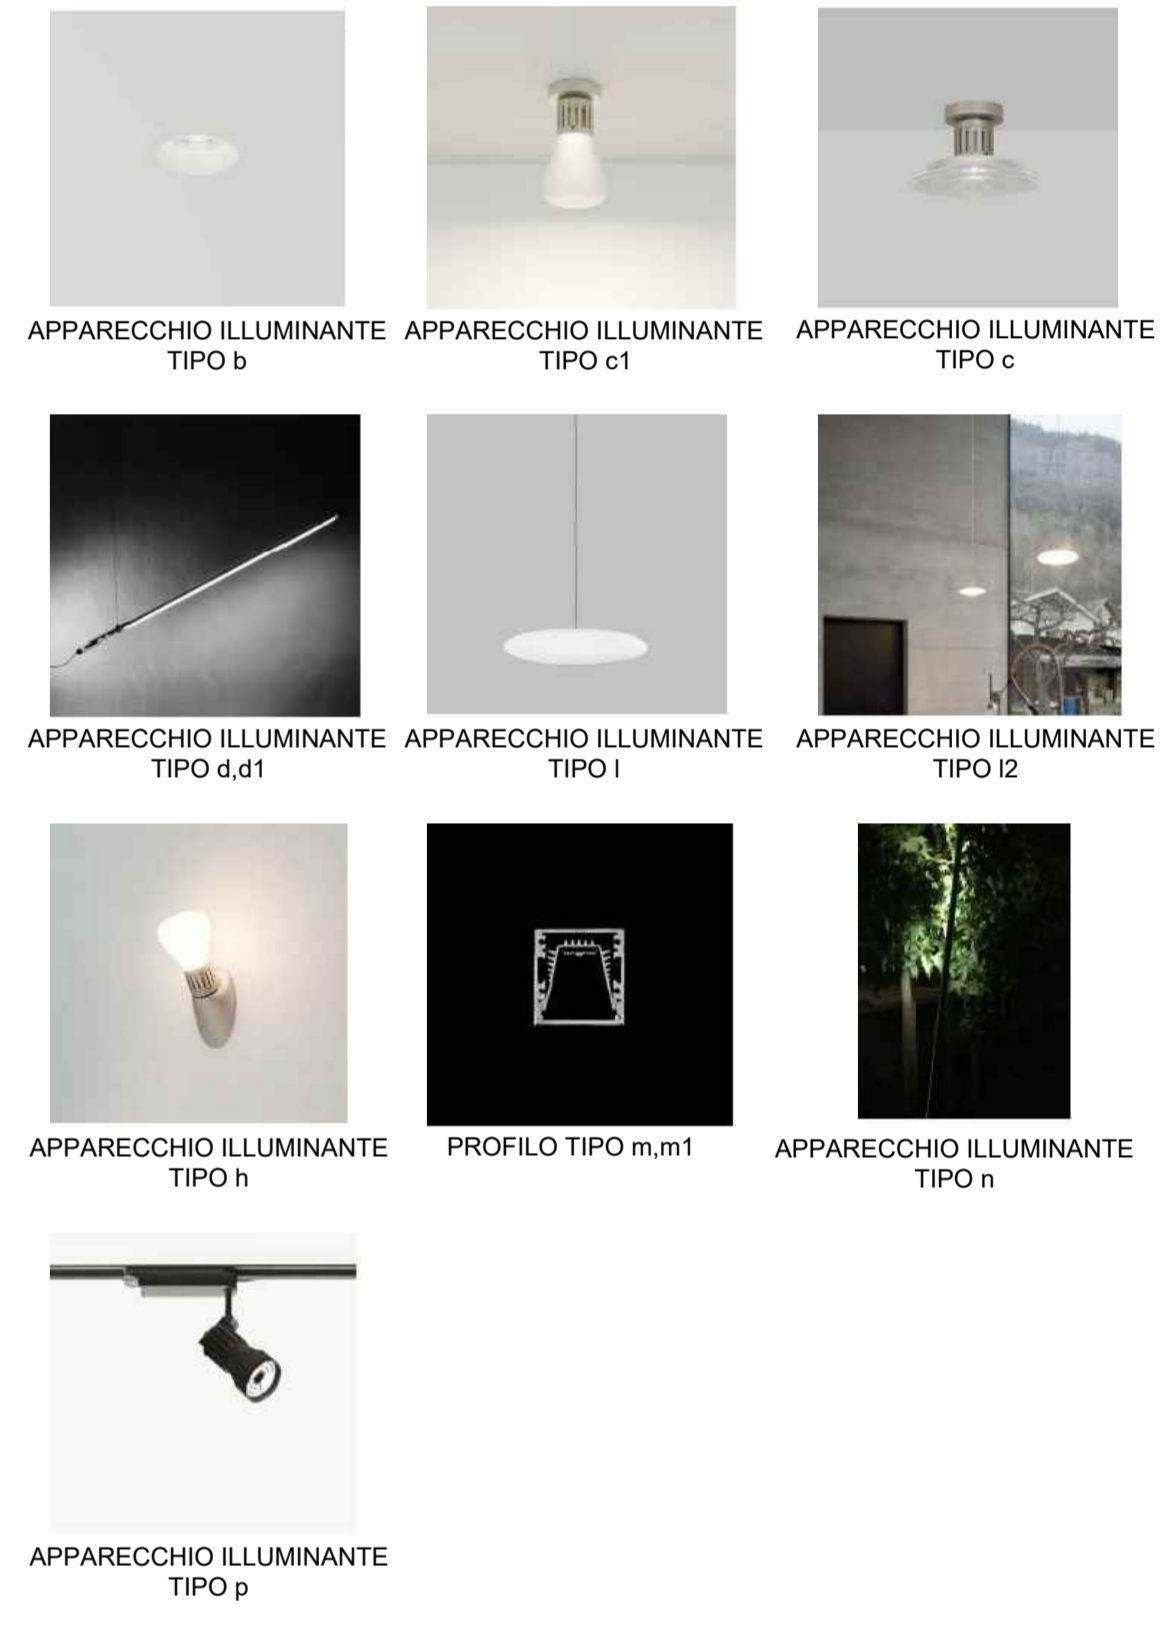 APPARECCHIO ILLUMINANTE
TIPO b
APPARECCHIO ILLUMINANTE
TIPO c1
APPARECCHIO ILLUMINANTE
TIPO c
APPARECCHIO ILLUMINANTE
TIPO d,d1
APPARECCHIO ILLUMINANTE
TIPO l
APPARECCHIO ILLUMINANTE
TIPO l2
APPARECCHIO ILLUMINANTE
TIPO h
PROFILO TIPO m,m1
APPARECCHIO ILLUMINANTE
TIPO n
APPARECCHIO ILLUMINANTE
TIPO p